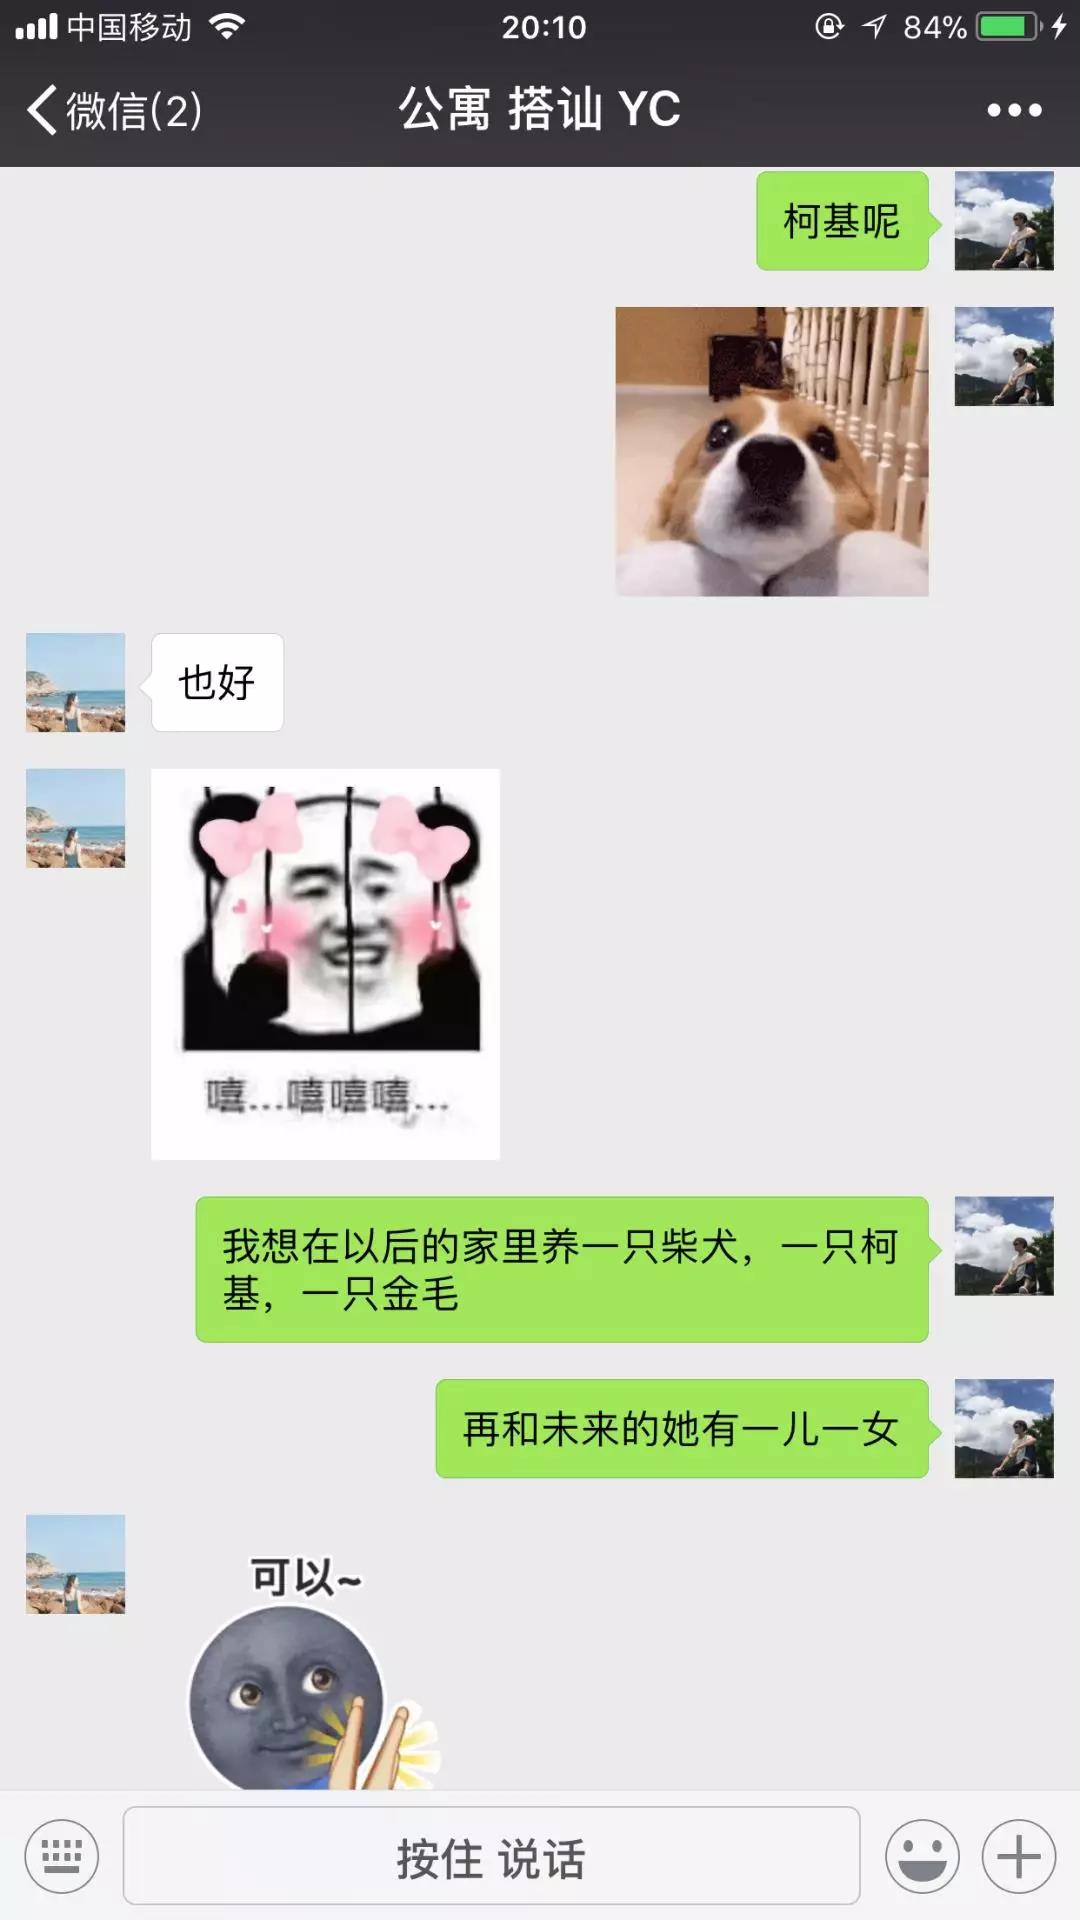 中国移动 20:10 84%
微信(2) 公寓 搭讪 YC
柯基呢
也好
嘻...嘻嘻嘻...
我想在以后的家里养一只柴犬，一只柯
基，一只金毛
再和未来的她有一儿一女
可以~
按住 说话